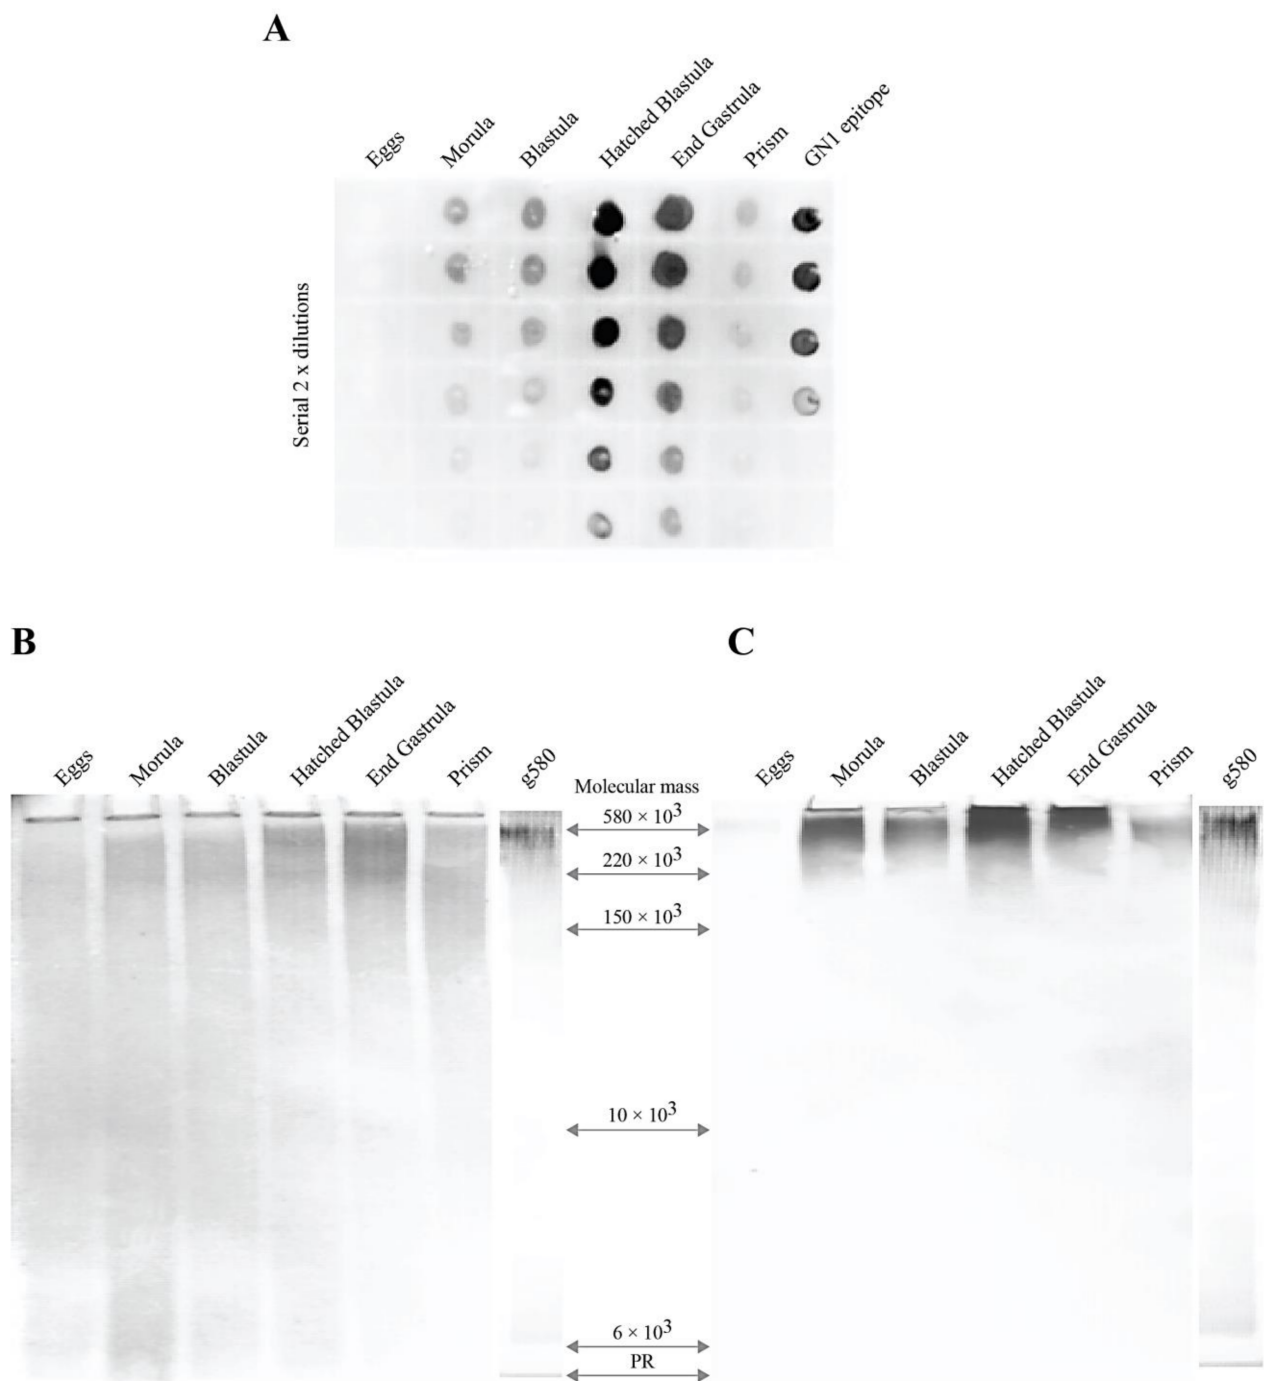 A
Eggs
Morula
Blastula
Hatched Blastula
End Gastrula
Prism
GN1 epitope
Serial 2 x dilutions
B
C
Eggs
Morula
Blastula
Hatched Blastula
End Gastrula
Prism
g580
Molecular mass
580 × 10³
220 × 10³
150 × 10³
10 × 10³
6 × 10³
PR
Eggs
Morula
Blastula
Hatched Blastula
End Gastrula
Prism
g580